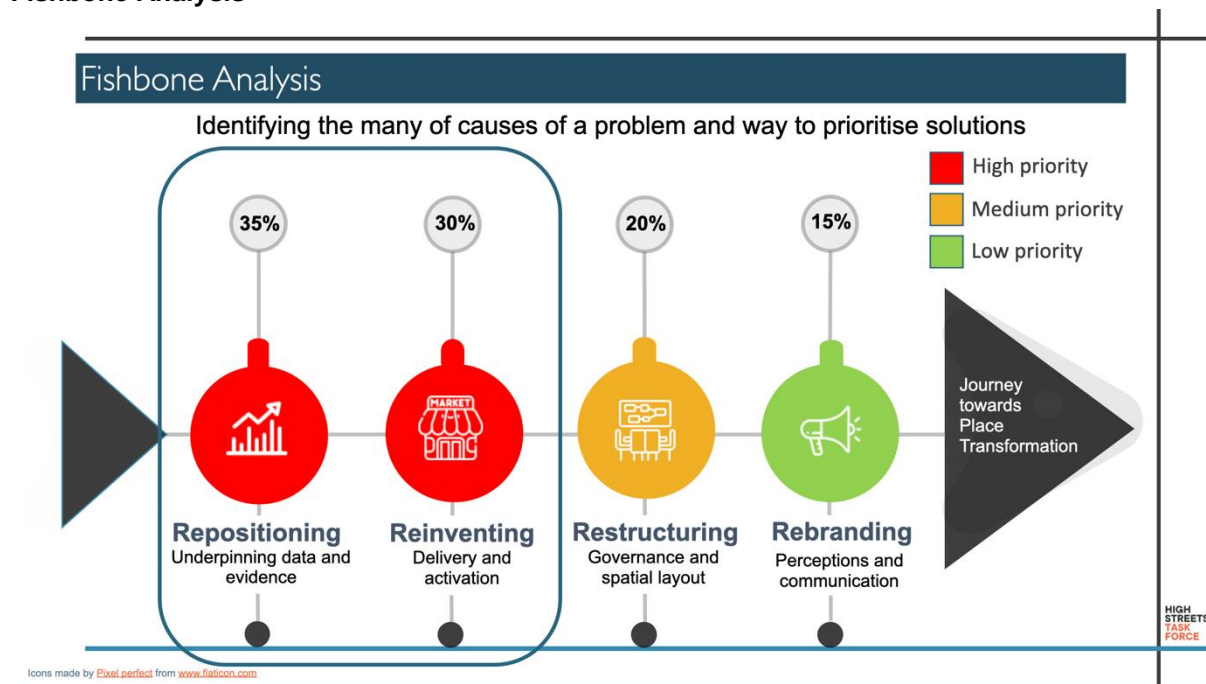 Fishbone Analysis
Identifying the many of causes of a problem and way to prioritise solutions
High priority
Medium priority
Low priority
35%
30%
20%
15%
MARKET
Journey
towards
Place
Transformation
Repositioning
Underpinning data and
evidence
Reinventing
Delivery and
activation
Restructuring
Governance and
spatial layout
Rebranding
Perceptions and
communication
HIGH
STREETS
TASK
FORCE
Icons made by Pixel perfect from www.flaticon.com